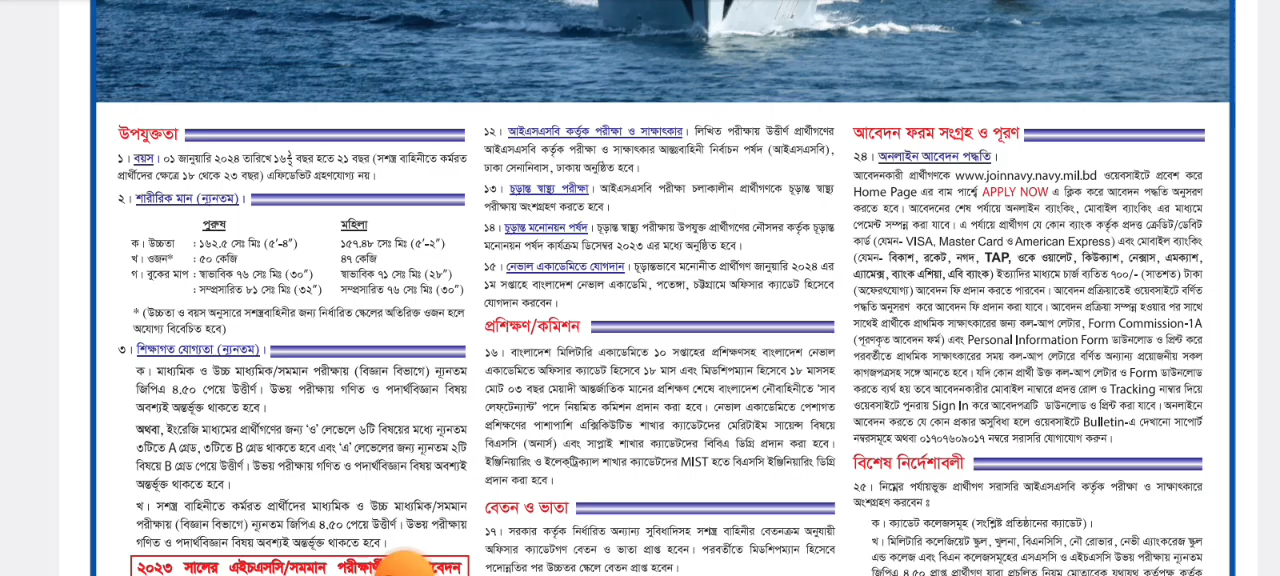 উপযুক্ততা
১। বয়স। ০১ জানুয়ারি ২০২৪ তারিখে ১৬½ বছর হতে ২১ বছর (সশস্ত্র বাহিনীতে কর্মরত
প্রার্থীদের ক্ষেত্রে ১৮ থেকে ২৩ বছর) এফিডেভিট গ্রহণযোগ্য নয়।
২। শারীরিক মান (ন্যূনতম)।
পুরুষ মহিলা
ক। উচ্চতা : ১৬২.৫ সেঃ মিঃ (৫′-৪″) ১৫৭.৪৮ সেঃ মিঃ (৫′-২″)
খ। ওজন* : ৫০ কেজি ৪৭ কেজি
গ। বুকের মাপ : স্বাভাবিক ৭৬ সেঃ মিঃ (৩০″) স্বাভাবিক ৭১ সেঃ মিঃ (২৮″)
: সম্প্রসারিত ৮১ সেঃ মিঃ (৩২″) সম্প্রসারিত ৭৬ সেঃ মিঃ (৩০″)
* (উচ্চতা ও বয়স অনুসারে সশস্ত্রবাহিনীর জন্য নির্ধারিত স্কেলের অতিরিক্ত ওজন হলে
অযোগ্য বিবেচিত হবে)
৩। শিক্ষাগত যোগ্যতা (ন্যূনতম)।
ক। মাধ্যমিক ও উচ্চ মাধ্যমিক/সমমান পরীক্ষায় (বিজ্ঞান বিভাগে) ন্যূনতম
জিপিএ ৪.৫০ পেয়ে উত্তীর্ণ। উভয় পরীক্ষায় গণিত ও পদার্থবিজ্ঞান বিষয়
অবশ্যই অন্তর্ভূক্ত থাকতে হবে।
অথবা, ইংরেজি মাধ্যমের প্রার্থীগণের জন্য ‘ও’ লেভেলে ৬টি বিষয়ের মধ্যে ন্যূনতম
৩টিতে A গ্রেড, ৩টিতে B গ্রেড থাকতে হবে এবং ‘এ’ লেভেলের জন্য ন্যূনতম ২টি
বিষয়ে B গ্রেড পেয়ে উত্তীর্ণ। উভয় পরীক্ষায় গণিত ও পদার্থবিজ্ঞান বিষয় অবশ্যই
অন্তর্ভূক্ত থাকতে হবে।
খ। সশস্ত্র বাহিনীতে কর্মরত প্রার্থীদের মাধ্যমিক ও উচ্চ মাধ্যমিক/সমমান
পরীক্ষায় (বিজ্ঞান বিভাগে) ন্যূনতম জিপিএ ৪.৫০ পেয়ে উত্তীর্ণ। উভয় পরীক্ষায়
গণিত ও পদার্থবিজ্ঞান বিষয় অবশ্যই অন্তর্ভূক্ত থাকতে হবে।
২০২৩ সালের এইচএসসি/সমমান
১২। আইএসএসবি কর্তৃক পরীক্ষা ও সাক্ষাৎকার। লিখিত পরীক্ষায় উত্তীর্ণ প্রার্থীগণের
আইএসএসবি কর্তৃক পরীক্ষা ও সাক্ষাৎকার আন্তঃবাহিনী নির্বাচন পর্ষদ (আইএসএসবি),
ঢাকা সেনানিবাস, ঢাকায় অনুষ্ঠিত হবে।
১৩। চূড়ান্ত স্বাস্থ্য পরীক্ষা। আইএসএসবি পরীক্ষা চলাকালীন প্রার্থীগণকে চূড়ান্ত স্বাস্থ্য
পরীক্ষায় অংশগ্রহণ করতে হবে।
১৪। চূড়ান্ত মনোনয়ন পর্ষদ। চূড়ান্ত স্বাস্থ্য পরীক্ষায় উপযুক্ত প্রার্থীগণের নৌসদর কর্তৃক চূড়ান্ত
মনোনয়ন পর্ষদ কার্যক্রম ডিসেম্বর ২০২৩ এর মধ্যে অনুষ্ঠিত হবে।
১৫। নেভাল একাডেমিতে যোগদান। চূড়ান্তভাবে মনোনীত প্রার্থীগণ জানুয়ারি ২০২৪ এর
১ম সপ্তাহে বাংলাদেশ নেভাল একাডেমি, পতেঙ্গা, চট্টগ্রামে অফিসার ক্যাডেট হিসেবে
যোগদান করবেন।
প্রশিক্ষণ/কমিশন
১৬। বাংলাদেশ মিলিটারি একাডেমিতে ১০ সপ্তাহের প্রশিক্ষণসহ বাংলাদেশ নেভাল
একাডেমিতে অফিসার ক্যাডেট হিসেবে ১৮ মাস এবং মিডশিপম্যান হিসেবে ১৮ মাসসহ
মোট ০৩ বছর মেয়াদী আন্তর্জাতিক মানের প্রশিক্ষণ শেষে বাংলাদেশ নৌবাহিনীতে ‘সাব
লেফ্‌টেন্যান্ট’ পদে নিয়মিত কমিশন প্রদান করা হবে। নেভাল একাডেমিতে পেশাগত
প্রশিক্ষণের পাশাপাশি এক্সিকিউটিভ শাখার ক্যাডেটদের মেরিটাইম সায়েন্স বিষয়ে
বিএসসি (অনার্স) এবং সাপ্লাই শাখার ক্যাডেটদের বিবিএ ডিগ্রি প্রদান করা হবে।
ইঞ্জিনিয়ারিং ও ইলেক্ট্রিক্যাল শাখার ক্যাডেটদের MIST হতে বিএসসি ইঞ্জিনিয়ারিং ডিগ্রি
প্রদান করা হবে।
বেতন ও ভাতা
১৭। সরকার কর্তৃক নির্ধারিত অন্যান্য সুবিধাদিসহ সশস্ত্র বাহিনীর বেতনক্রম অনুযায়ী
অফিসার ক্যাডেটগণ বেতন ও ভাতা প্রাপ্ত হবেন। পরবর্তীতে মিডশিপম্যান হিসেবে
পদোন্নতির পর উচ্চতর স্কেলে বেতন প্রাপ্ত হবেন।
আবেদন ফরম সংগ্রহ ও পূরণ
২৪। অনলাইন আবেদন পদ্ধতি।
আবেদনকারী প্রার্থীগণকে www.joinnavy.navy.mil.bd ওয়েবসাইটে প্রবেশ করে
Home Page এর বাম পার্শ্বে APPLY NOW এ ক্লিক করে আবেদন পদ্ধতি অনুসরণ
করতে হবে। আবেদনের শেষ পর্যায়ে অনলাইন ব্যাংকিং, মোবাইল ব্যাংকিং এর মাধ্যমে
পেমেন্ট সম্পন্ন করা যাবে। এ পর্যায়ে প্রার্থীগণ যে কোন ব্যাংক কর্তৃক প্রদত্ত ক্রেডিট/ডেবিট
কার্ড (যেমন- VISA, Master Card ও American Express) এবং মোবাইল ব্যাংকিং
(যেমন- বিকাশ, রকেট, নগদ, TAP, ওকে ওয়ালেট, কিউক্যাশ, নেক্সাস, এমক্যাশ,
এ্যামেক্স, ব্যাংক এশিয়া, এবি ব্যাংক) ইত্যাদির মাধ্যমে চার্জ ব্যতিত ৭০০/- (সাতশত) টাকা
(অফেরৎযোগ্য) আবেদন ফি প্রদান করতে পারবেন। আবেদন প্রক্রিয়াতেই ওয়েবসাইটে বর্ণিত
পদ্ধতি অনুসরণ করে আবেদন ফি প্রদান করা যাবে। আবেদন প্রক্রিয়া সম্পন্ন হওয়ার পর সাথে
সাথেই প্রার্থীকে প্রাথমিক সাক্ষাৎকারের জন্য কল-আপ লেটার, Form Commission-1A
(পূরণকৃত আবেদন ফর্ম) এবং Personal Information Form ডাউনলোড ও প্রিন্ট করে
পরবর্তীতে প্রাথমিক সাক্ষাৎকারের সময় কল-আপ লেটারে বর্ণিত অন্যান্য প্রয়োজনীয় সকল
কাগজপত্রসহ সঙ্গে আনতে হবে। যদি কোন প্রার্থী উক্ত কল-আপ লেটার ও Form ডাউনলোড
করতে ব্যর্থ হয় তবে আবেদনকারীর মোবাইল নাম্বারে প্রদত্ত রোল ও Tracking নাম্বার দিয়ে
ওয়েবসাইটে পুনরায় Sign In করে আবেদপত্রটি ডাউনলোড ও প্রিন্ট করা যাবে। অনলাইনে
আবেদন করতে যে কোন প্রকার অসুবিধা হলে ওয়েবসাইটে Bulletin-এ দেখানো সাপোর্ট
নম্বরসমূহে অথবা ০১৭০৭৬০৯০১৭ নম্বরে সরাসরি যোগাযোগ করুন।
বিশেষ নির্দেশাবলী
২৫। নিম্নের পর্যায়ভুক্ত প্রার্থীগণ সরাসরি আইএসএসবি কর্তৃক পরীক্ষা ও সাক্ষাৎকারে
অংশগ্রহণ করবেন ঃ
ক। ক্যাডেট কলেজসমূহ (সংশ্লিষ্ট প্রতিষ্ঠানের ক্যাডেট)।
খ। মিলিটারি কলেজিয়েট স্কুল, খুলনা, বিএনসিসি, নৌ রোভার, নেভী এ্যাংকরেজ স্কুল
এন্ড কলেজ এবং বিএন কলেজসমূহের এসএসসি ও এইচএসসি উভয় পরীক্ষায় ন্যূনতম
জিপিএ ৪.৫০ প্রাপ্ত প্রার্থীগণ